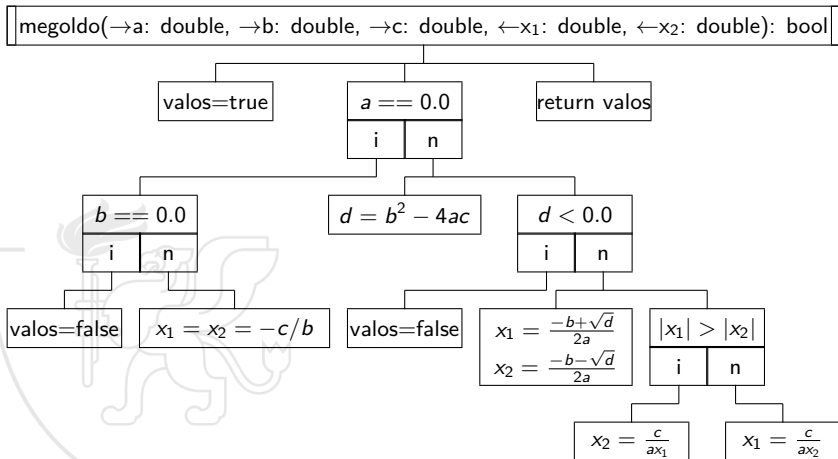 megoldo(→a: double, →b: double, →c: double, ←x₁: double, ←x₂: double): bool
valos=true
a == 0.0
return valos
i
n
b == 0.0
d = b² − 4ac
d < 0.0
i
n
i
n
valos=false
x₁ = x₂ = −c/b
valos=false
x₁ = (−b+√d)/2a
x₂ = (−b−√d)/2a
|x₁| > |x₂|
i
n
x₂ = c/ax₁
x₁ = c/ax₂